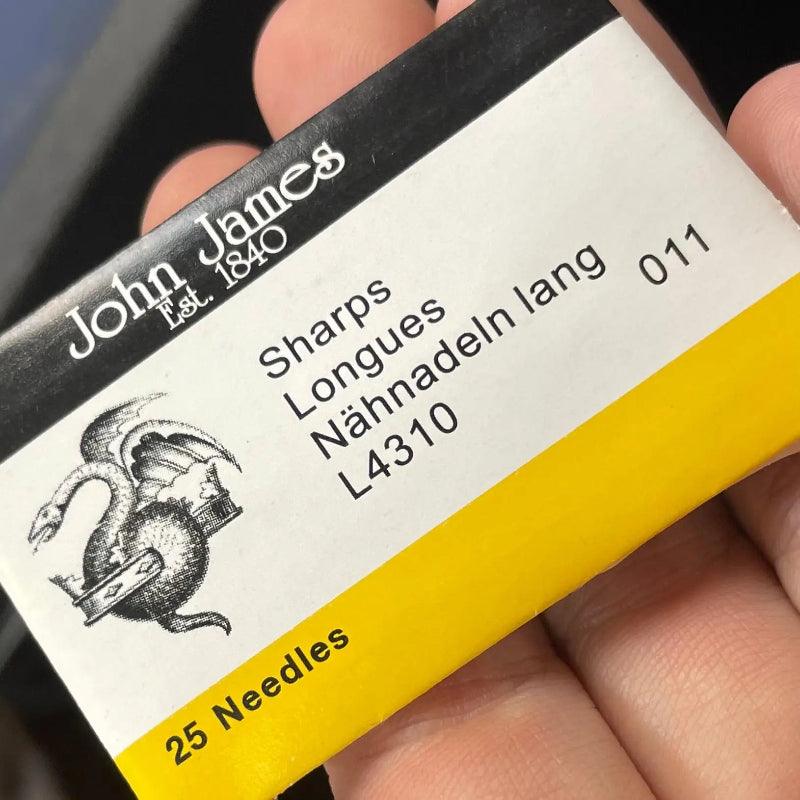 John James
Est. 1840
Sharps
Longues
Nähnadeln lang 011
L4310
25 Needles